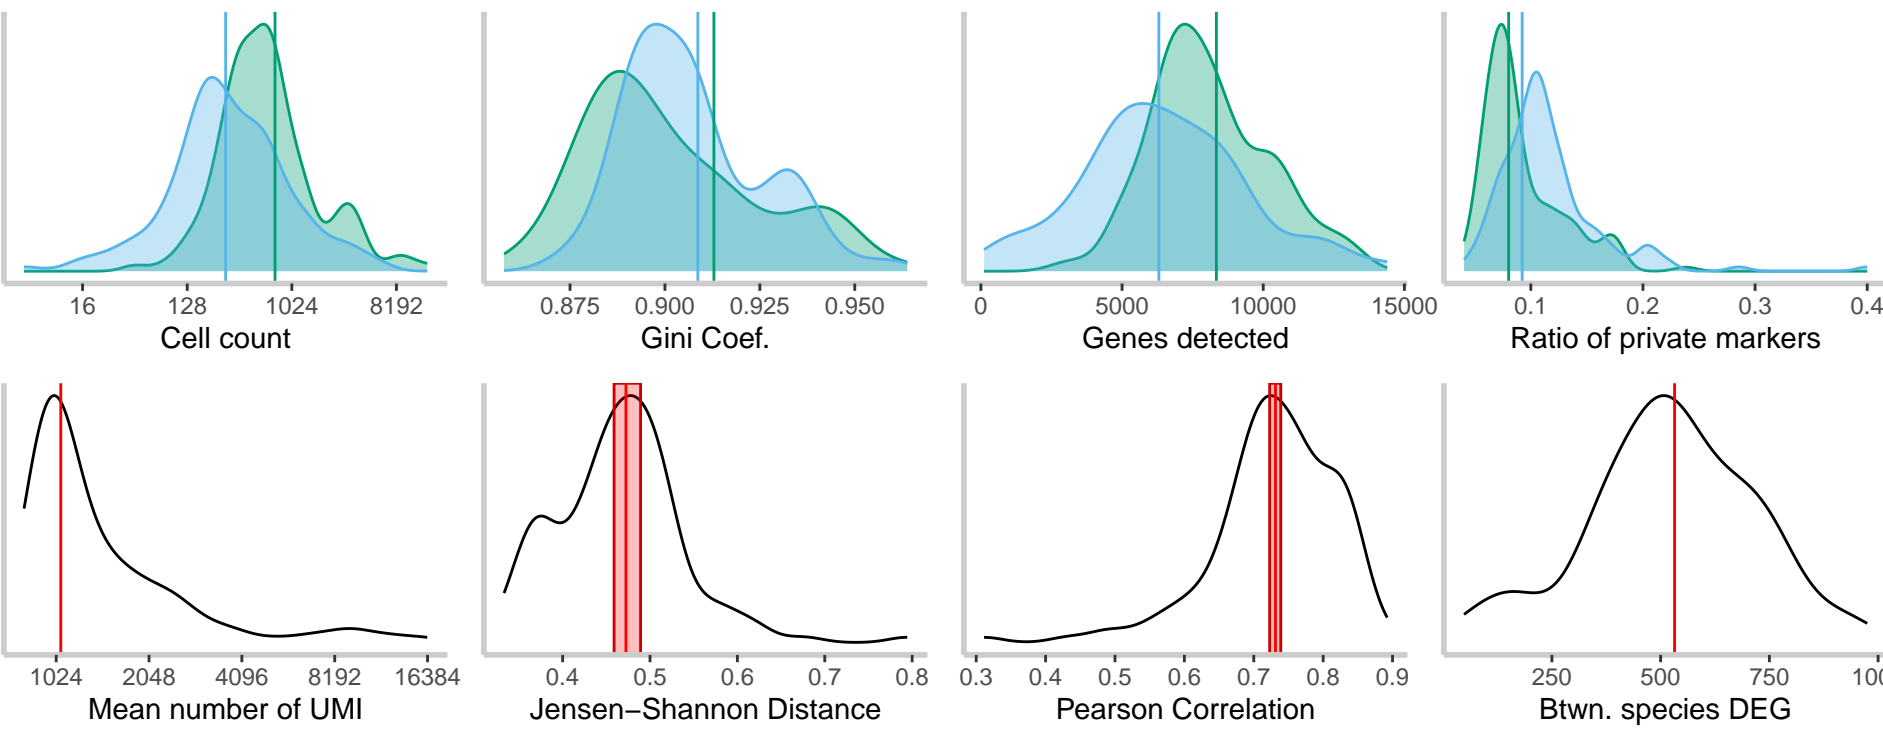 16 128 1024 8192
Cell count
0.875 0.900 0.925 0.950
Gini Coef.
0 5000 10000 15000
Genes detected
0.1 0.2 0.3 0.4
Ratio of private markers
1024 2048 4096 8192 16384
Mean number of UMI
0.4 0.5 0.6 0.7 0.8
Jensen−Shannon Distance
0.3 0.4 0.5 0.6 0.7 0.8 0.9
Pearson Correlation
250 500 750 100
Btwn. species DEG